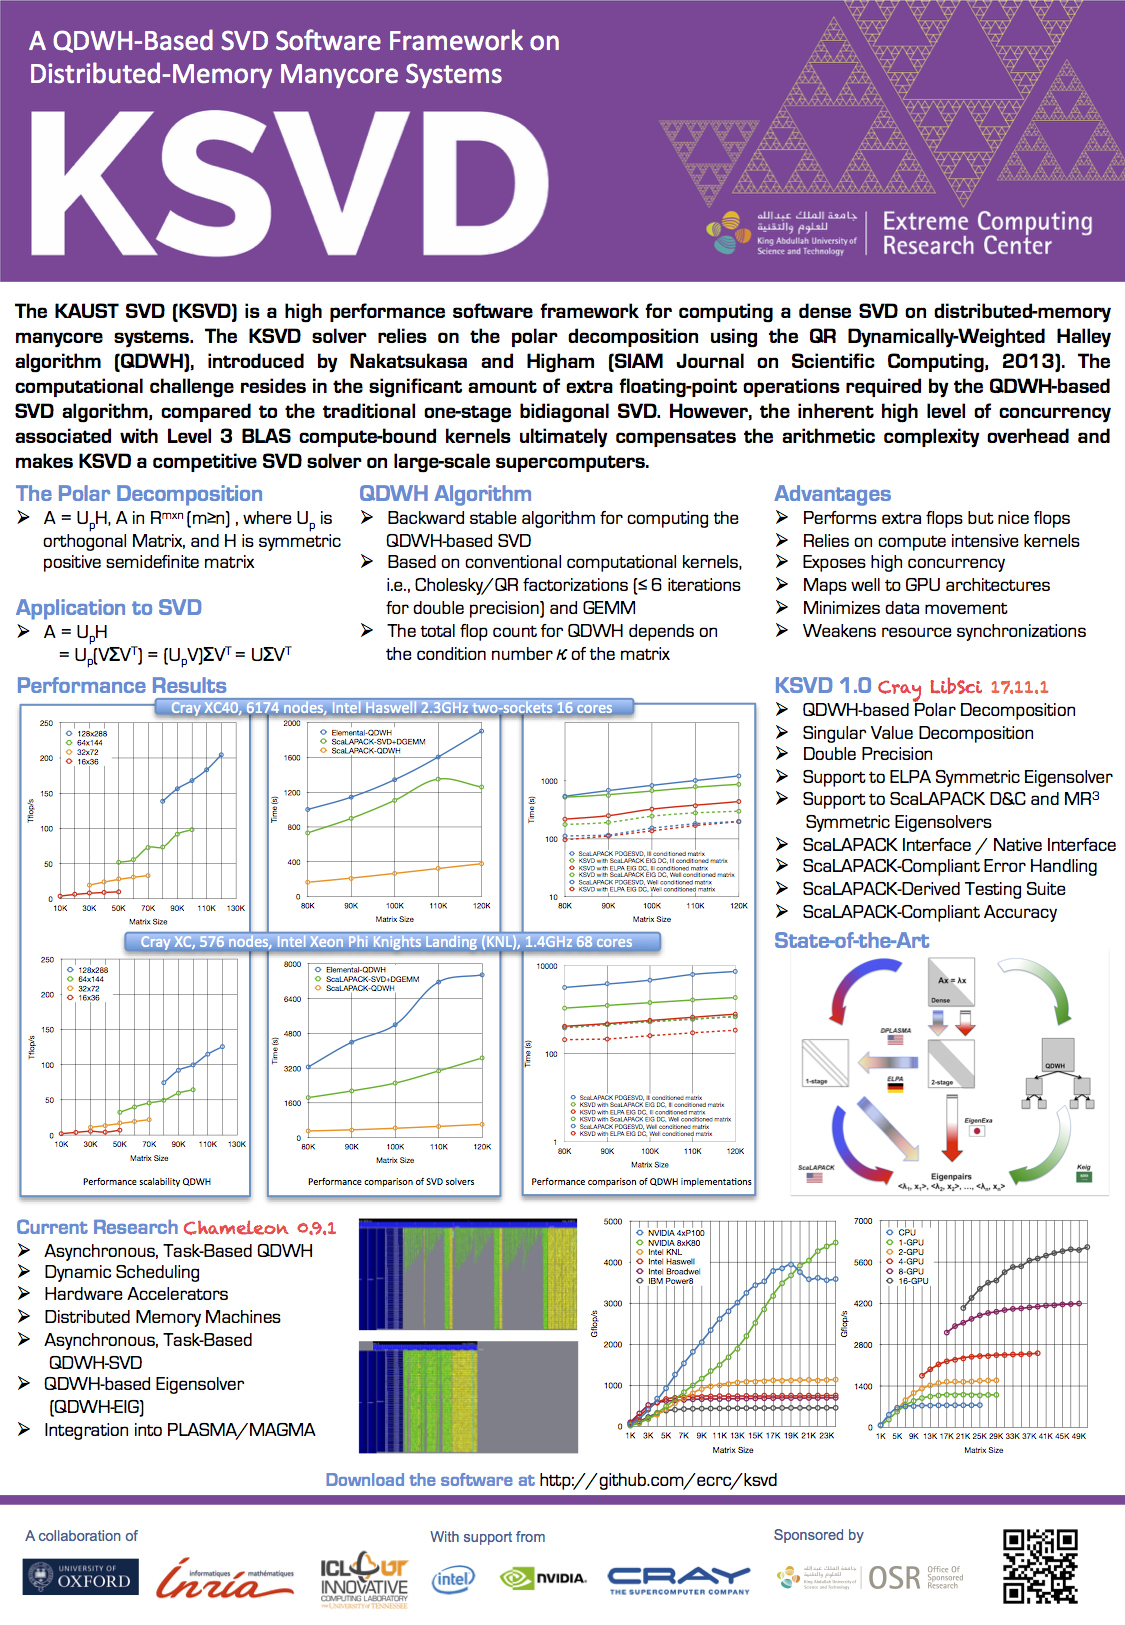 A QDWH-Based SVD Software Framework on
Distributed-Memory Manycore Systems
KSVD
جامعة الملك عبدالله
للعلوم والتقنية
King Abdullah University of
Science and Technology
Extreme Computing
Research Center
The KAUST SVD (KSVD) is a high performance software framework for computing a dense SVD on distributed-memory
manycore systems. The KSVD solver relies on the polar decomposition using the QR Dynamically-Weighted Halley
algorithm (QDWH), introduced by Nakatsukasa and Higham (SIAM Journal on Scientific Computing, 2013). The
computational challenge resides in the significant amount of extra floating-point operations required by the QDWH-based
SVD algorithm, compared to the traditional one-stage bidiagonal SVD. However, the inherent high level of concurrency
associated with Level 3 BLAS compute-bound kernels ultimately compensates the arithmetic complexity overhead and
makes KSVD a competitive SVD solver on large-scale supercomputers.
The Polar Decomposition
➢ A = UpH, A in Rmxn (m≥n) , where Up is
orthogonal Matrix, and H is symmetric
positive semidefinite matrix
Application to SVD
➢ A = UpH
= Up(VΣVT) = (UpV)ΣVT = UΣVT
QDWH Algorithm
➢ Backward stable algorithm for computing the
QDWH-based SVD
➢ Based on conventional computational kernels,
i.e., Cholesky/QR factorizations (≤ 6 iterations
for double precision) and GEMM
➢ The total flop count for QDWH depends on
the condition number κ of the matrix
Advantages
➢ Performs extra flops but nice flops
➢ Relies on compute intensive kernels
➢ Exposes high concurrency
➢ Maps well to GPU architectures
➢ Minimizes data movement
➢ Weakens resource synchronizations
Performance Results
Cray XC40, 6174 nodes, Intel Haswell 2.3GHz two-sockets 16 cores
250
200
150
100
50
0
Tflop/s
128x288
64x144
32x72
16x36
10K 30K 50K 70K 90K 110K 130K
Matrix Size
2000
1600
1200
800
400
0
Time (s)
Elemental-QDWH
ScaLAPACK-SVD+DGEMM
ScaLAPACK-QDWH
80K 90K 100K 110K 120K
Matrix Size
1000
100
10
Time (s)
ScaLAPACK PDGESVD, Ill conditioned matrix
KSVD with ScaLAPACK EIG DC, Ill conditioned matrix
KSVD with ELPA EIG DC, Ill conditioned matrix
KSVD with ScaLAPACK EIG DC, Well conditioned matrix
ScaLAPACK PDGESVD, Well conditioned matrix
KSVD with ELPA EIG DC, Well conditioned matrix
80K 90K 100K 110K 120K
Matrix Size
Cray XC, 576 nodes, Intel Xeon Phi Knights Landing (KNL), 1.4GHz 68 cores
250
200
150
100
50
0
Tflop/s
128x288
64x144
32x72
16x36
10K 30K 50K 70K 90K 110K 130K
Matrix Size
Performance scalability QDWH
8000
6400
4800
3200
1600
0
Time (s)
Elemental-QDWH
ScaLAPACK-SVD+DGEMM
ScaLAPACK-QDWH
80K 90K 100K 110K 120K
Matrix Size
Performance comparison of SVD solvers
10000
100
1
Time (s)
ScaLAPACK PDGESVD, Ill conditioned matrix
KSVD with ScaLAPACK EIG DC, Ill conditioned matrix
KSVD with ELPA EIG DC, Ill conditioned matrix
KSVD with ScaLAPACK EIG DC, Well conditioned matrix
ScaLAPACK PDGESVD, Well conditioned matrix
KSVD with ELPA EIG DC, Well conditioned matrix
80K 90K 100K 110K 120K
Matrix Size
Performance comparison of QDWH implementations
KSVD 1.0 Cray LibSci 17.11.1
➢ QDWH-based Polar Decomposition
➢ Singular Value Decomposition
➢ Double Precision
➢ Support to ELPA Symmetric Eigensolver
➢ Support to ScaLAPACK D&C and MR3
Symmetric Eigensolvers
➢ ScaLAPACK Interface / Native Interface
➢ ScaLAPACK-Compliant Error Handling
➢ ScaLAPACK-Derived Testing Suite
➢ ScaLAPACK-Compliant Accuracy
State-of-the-Art
Ax = λx
Dense
DPLASMA
1-stage
2-stage
QDWH
ELPA
EigenExa
ScaLAPACK
Eigenpairs
<λ1, x1>, <λ2, x2>, ..., <λn, xn>
Keig
Current Research Chameleon 0.9.1
➢ Asynchronous, Task-Based QDWH
➢ Dynamic Scheduling
➢ Hardware Accelerators
➢ Distributed Memory Machines
➢ Asynchronous, Task-Based
QDWH-SVD
➢ QDWH-based Eigensolver
(QDWH-EIG)
➢ Integration into PLASMA/MAGMA
5000
4000
3000
2000
1000
0
Gflop/s
NVIDIA 4xP100
NVIDIA 8xK80
Intel KNL
Intel Haswell
Intel Broadwel
IBM Power8
1K 3K 5K 7K 9K 11K 13K 15K 17K 19K 21K 23K
Matrix Size
7000
5600
4200
2800
1400
0
Gflop/s
CPU
1-GPU
2-GPU
4-GPU
8-GPU
16-GPU
1K 5K 9K 13K 17K 21K 25K 29K 33K 37K 41K 45K 49K
Matrix Size
Download the software at http://github.com/ecrc/ksvd
A collaboration of
With support from
Sponsored by
UNIVERSITY OF
OXFORD
informatiques mathématiques
Inria
ICL UT
INNOVATIVE
COMPUTING LABORATORY
THE UNIVERSITY OF TENNESSEE
intel
NVIDIA.
CRAY
THE SUPERCOMPUTER COMPANY
جامعة الملك عبدالله
للعلوم والتقنية
King Abdullah University of
Science and Technology
OSR
Office Of
Sponsored
Research